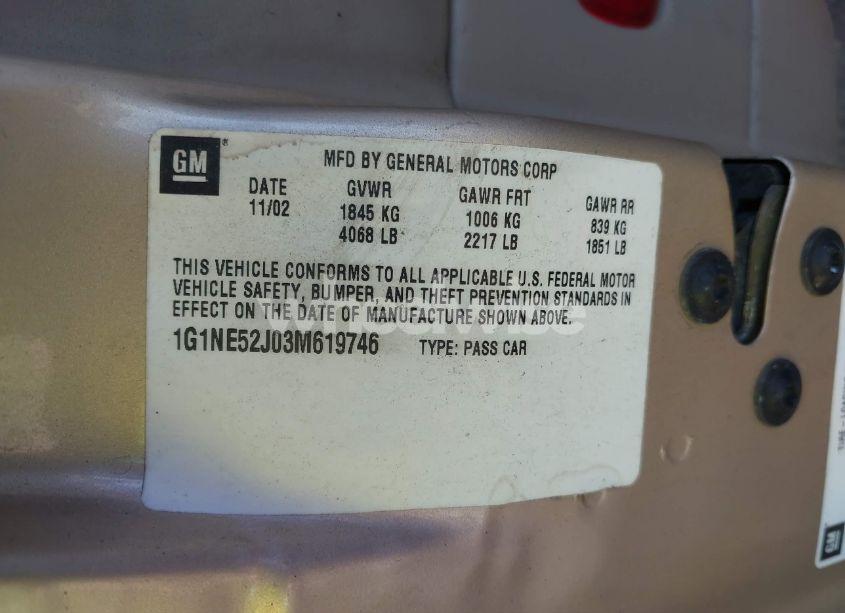 GM
MFD BY GENERAL MOTORS CORP
DATE GVWR GAWR FRT GAWR RR
11/02 1845 KG 1006 KG 839 KG
4068 LB 2217 LB 1851 LB
THIS VEHICLE CONFORMS TO ALL APPLICABLE U.S. FEDERAL MOTOR
VEHICLE SAFETY, BUMPER, AND THEFT PREVENTION STANDARDS IN
EFFECT ON THE DATE OF MANUFACTURE SHOWN ABOVE.
1G1NE52J03M619746 TYPE: PASS CAR
GM